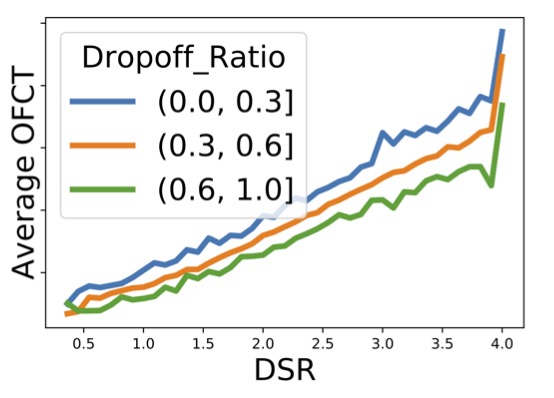 Dropoff_Ratio
(0.0, 0.3]
(0.3, 0.6]
(0.6, 1.0]
Average OFCT
0.5 1.0 1.5 2.0 2.5 3.0 3.5 4.0
DSR